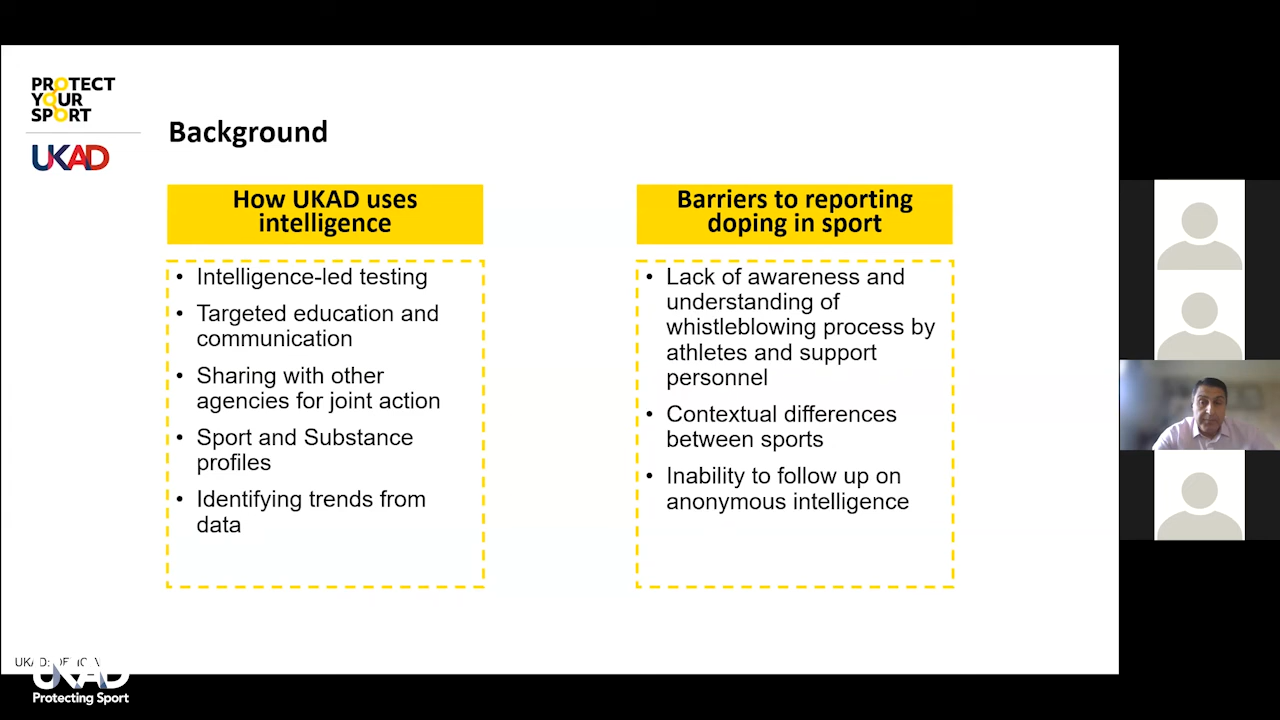 PROTECT
YOUR
SPORT
UKAD
Background
How UKAD uses
intelligence
• Intelligence-led testing
• Targeted education and
communication
• Sharing with other
agencies for joint action
• Sport and Substance
profiles
• Identifying trends from
data
Barriers to reporting
doping in sport
• Lack of awareness and
understanding of
whistleblowing process by
athletes and support
personnel
• Contextual differences
between sports
• Inability to follow up on
anonymous intelligence
UKAD:
UKAD
Protecting Sport